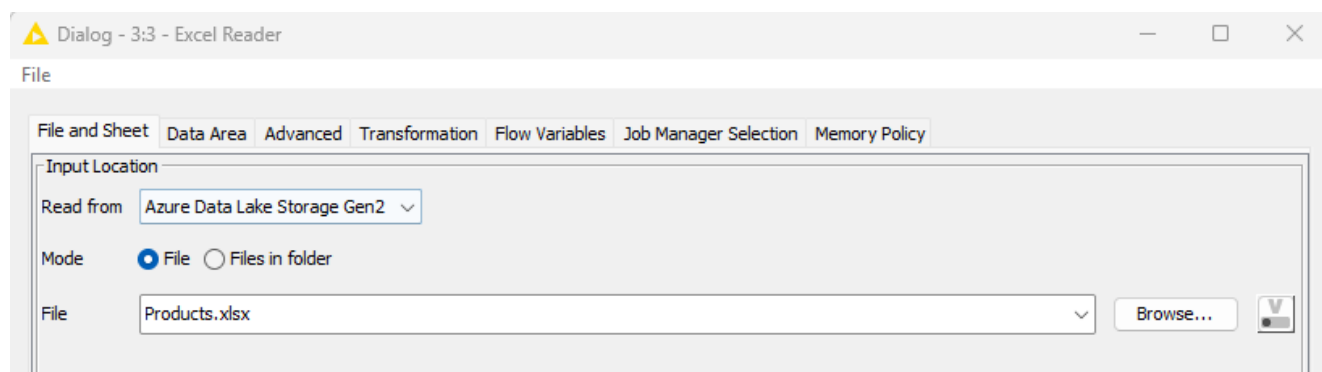 Dialog - 3:3 - Excel Reader
File
File and Sheet Data Area Advanced Transformation Flow Variables Job Manager Selection Memory Policy
Input Location
Read from Azure Data Lake Storage Gen2
Mode File Files in folder
File Products.xlsx Browse... V